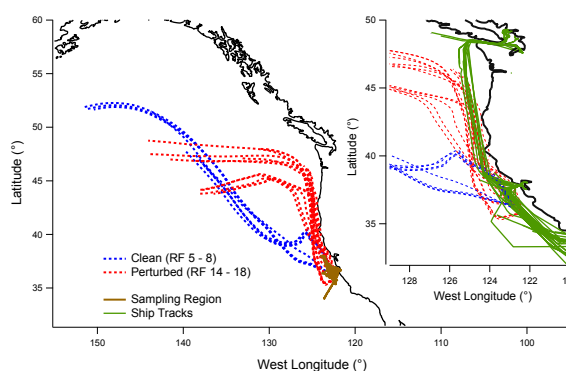 60
55
50
45
40
35
Latitude (°)
Clean (RF 5 - 8)
Perturbed (RF 14 - 18)
Sampling Region
Ship Tracks
150
140
130
120
110
West Longitude (°)
50
45
40
35
Latitude (°)
128
126
124
122
120
West Longitude (°)